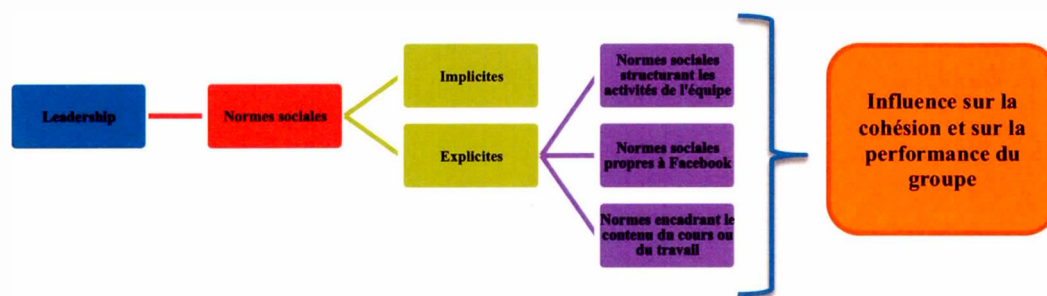 Leadership
Normes sociales
Implicites
Explicites
Normes sociales
structurant les
activités de l'équipe
Normes sociales
propres à Facebook
Normes encadrant le
contenu du cours ou
du travail
Influence sur la
cohésion et sur la
performance du
groupe